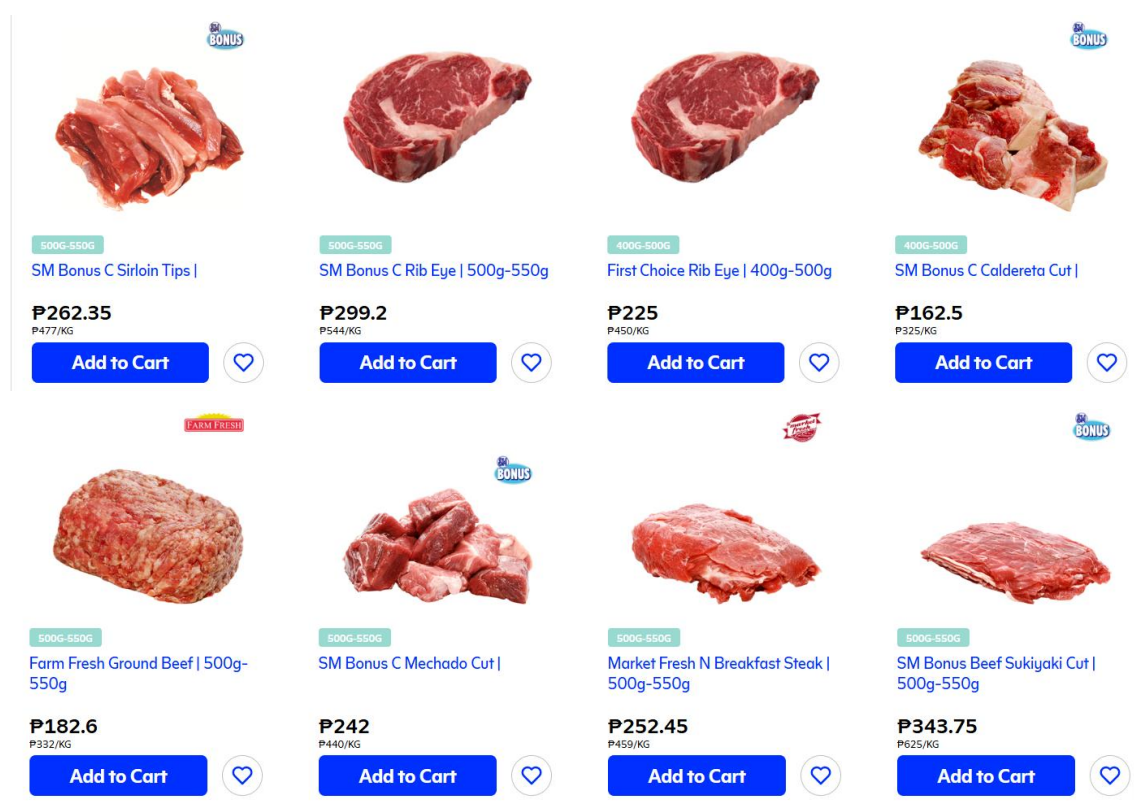 SM
BONUS
SM
BONUS
500G-550G
500G-550G
400G-500G
400G-500G
SM Bonus C Sirloin Tips |
SM Bonus C Rib Eye | 500g-550g
First Choice Rib Eye | 400g-500g
SM Bonus C Caldereta Cut |
₱262.35
₱299.2
₱225
₱162.5
₱477/KG
₱544/KG
₱450/KG
₱325/KG
Add to Cart
Add to Cart
Add to Cart
Add to Cart
FARM FRESH
SM
BONUS
market
fresh
SM
BONUS
500G-550G
500G-550G
500G-550G
500G-550G
Farm Fresh Ground Beef | 500g-
550g
SM Bonus C Mechado Cut |
Market Fresh N Breakfast Steak |
500g-550g
SM Bonus Beef Sukiyaki Cut |
500g-550g
₱182.6
₱242
₱252.45
₱343.75
₱332/KG
₱440/KG
₱459/KG
₱625/KG
Add to Cart
Add to Cart
Add to Cart
Add to Cart